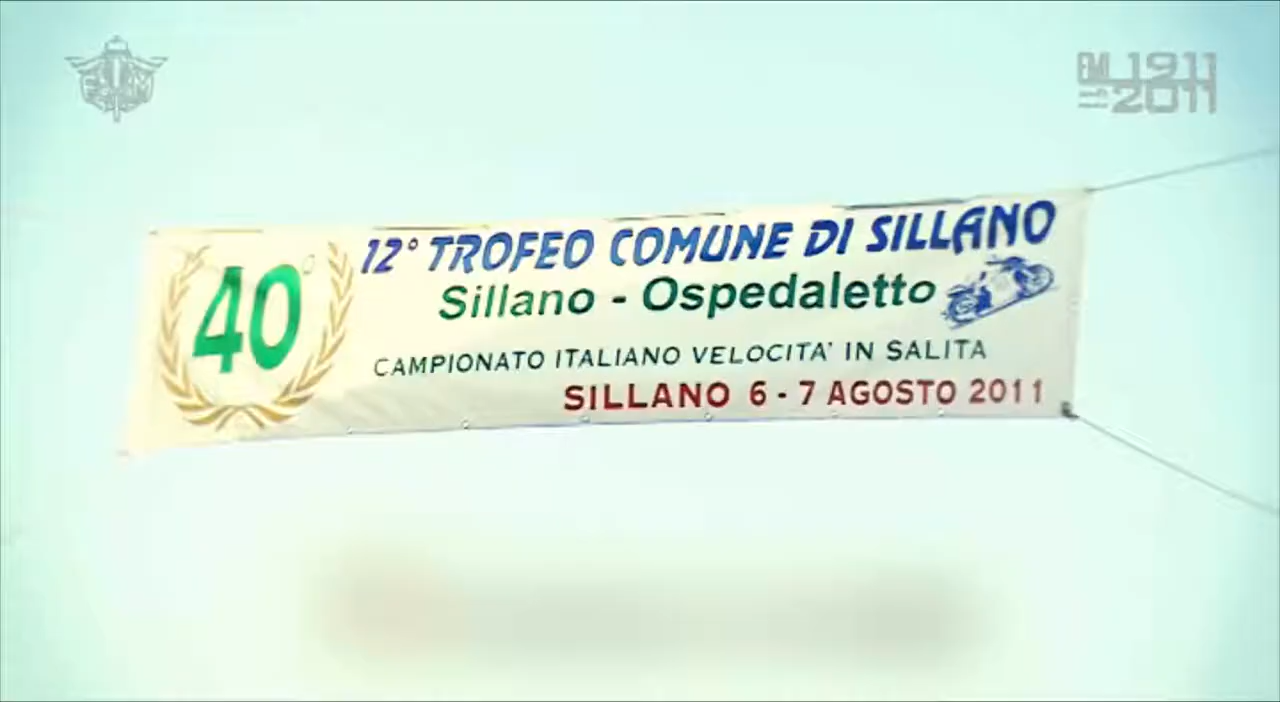 FMI 1911
2011
40°
12° TROFEO COMUNE DI SILLANO
Sillano - Ospedaletto
CAMPIONATO ITALIANO VELOCITA' IN SALITA
SILLANO 6 - 7 AGOSTO 2011